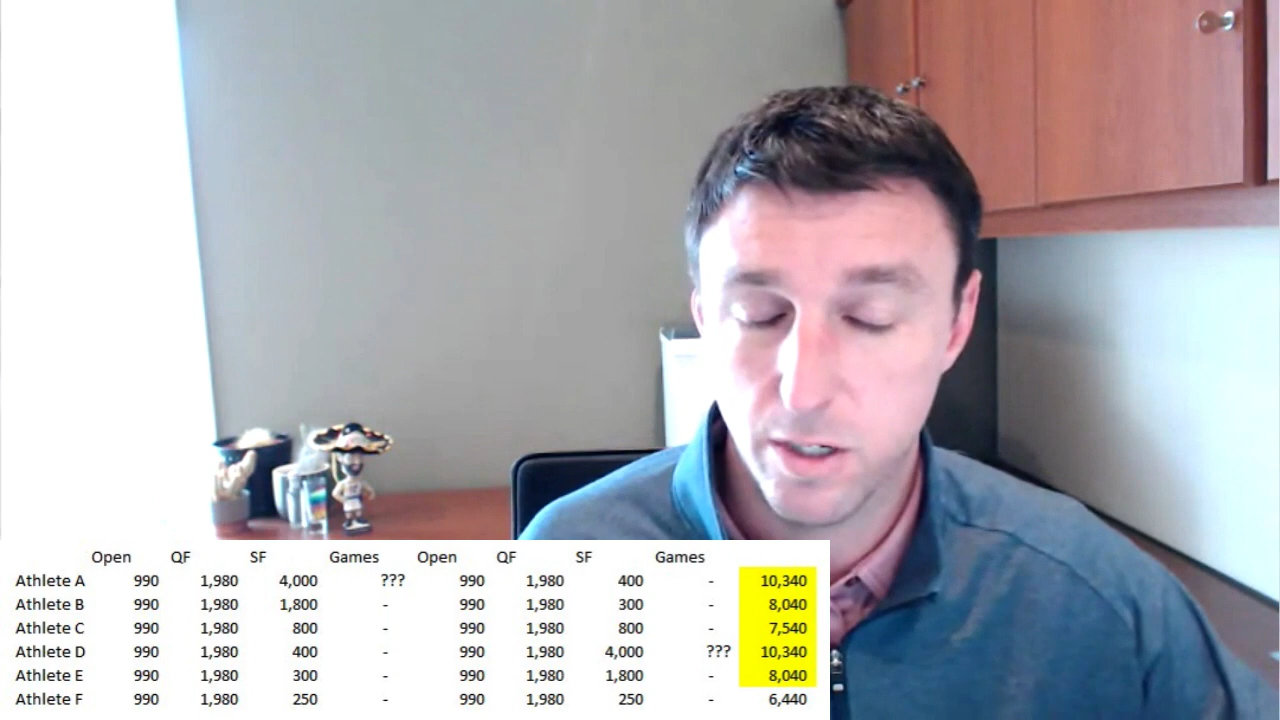 Open QF SF Games Open QF SF Games
Athlete A 990 1,980 4,000 ??? 990 1,980 400 - 10,340
Athlete B 990 1,980 1,800 - 990 1,980 300 - 8,040
Athlete C 990 1,980 800 - 990 1,980 800 - 7,540
Athlete D 990 1,980 400 - 990 1,980 4,000 ??? 10,340
Athlete E 990 1,980 300 - 990 1,980 1,800 - 8,040
Athlete F 990 1,980 250 - 990 1,980 250 - 6,440